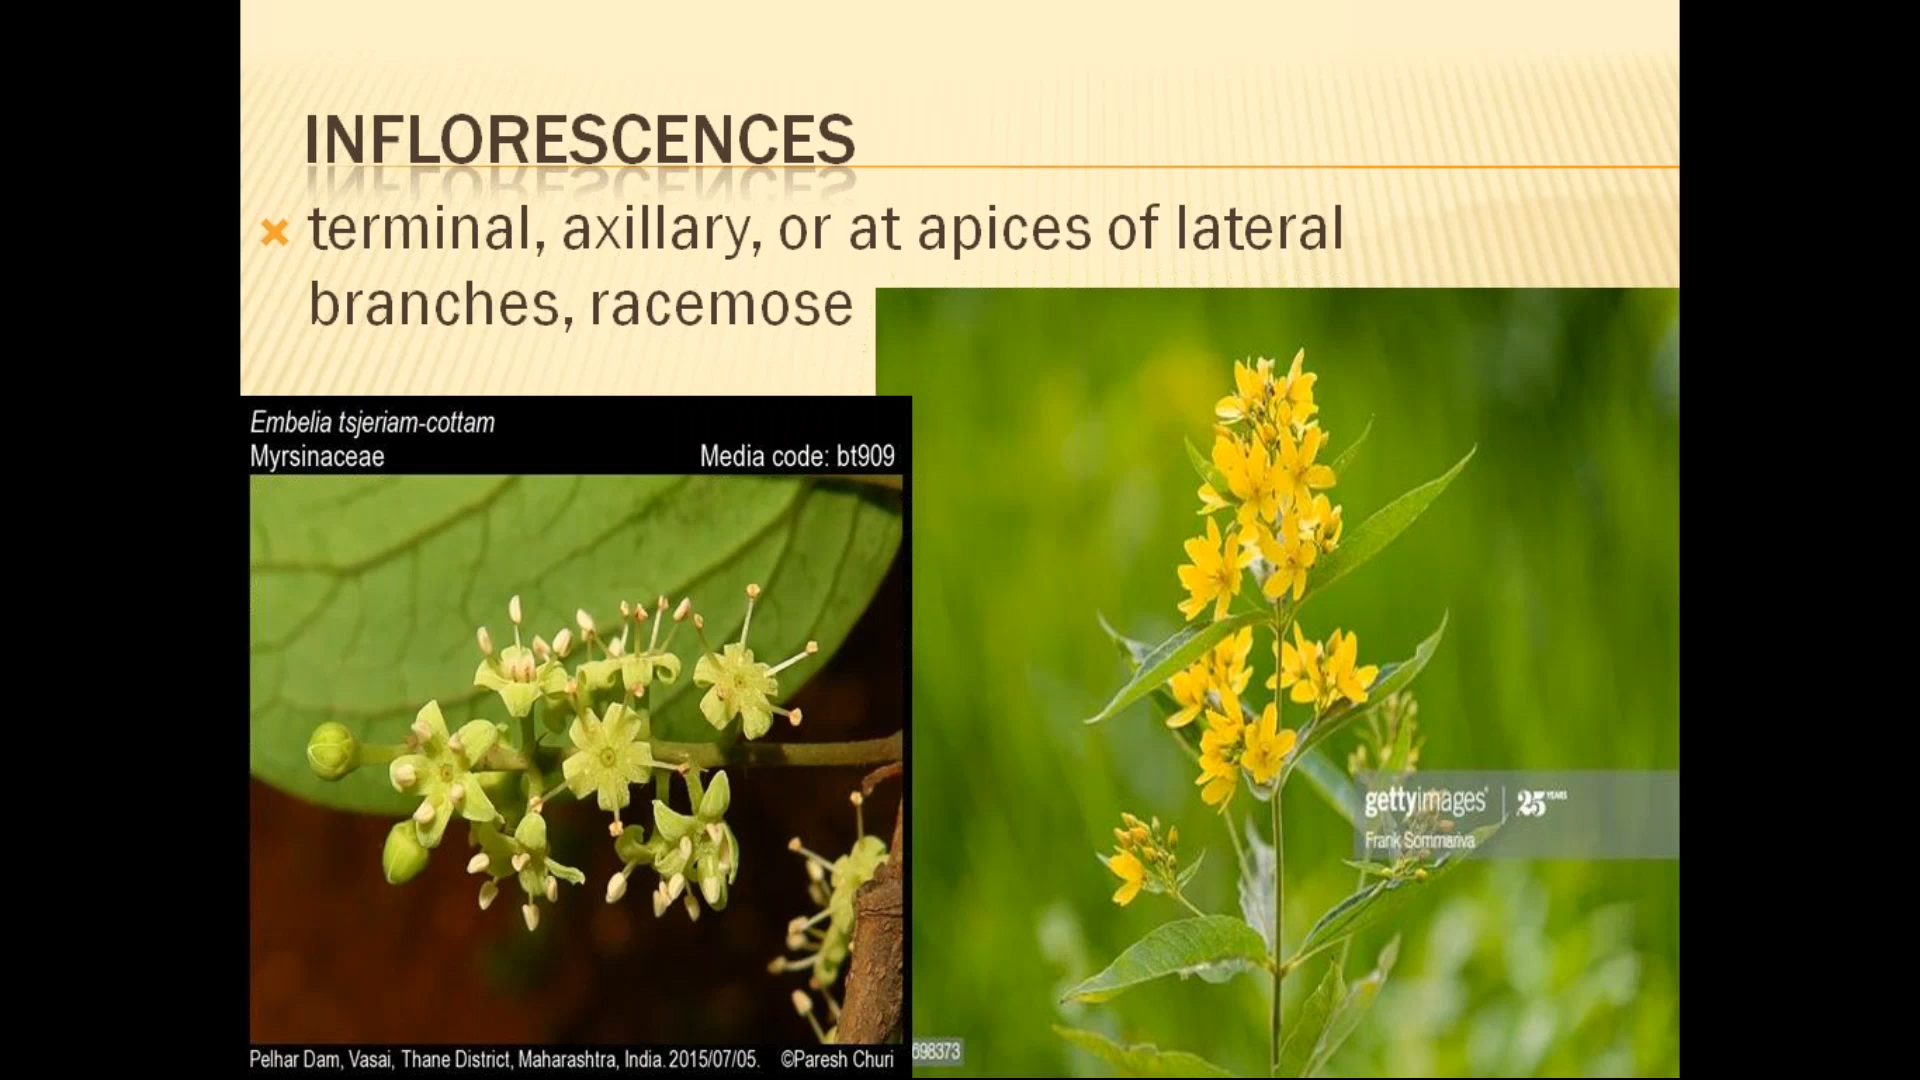 INFLORESCENCES
terminal, axillary, or at apices of lateral
branches, racemose
Embelia tsjeriam-cottam
Myrsinaceae Media code: bt909
gettyimages® 25 YEARS
Frank Sommariva
Pelhar Dam, Vasai, Thane District, Maharashtra, India. 2015/07/05. ©Paresh Churi
698373